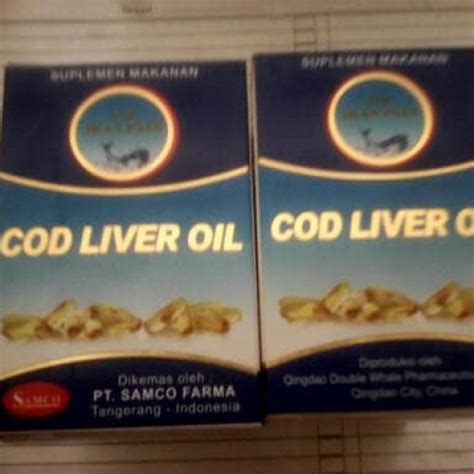 SUPLEMEN MAKANAN
COD LIVER OIL
SAMCO
Dikemas oleh :
PT. SAMCO FARMA
Tangerang - Indonesia
SUPLEMEN MAKANAN
COD LIVER O
Diproduksi oleh
Qingdao Double Whale Pharmaceutic
Qingdao City, China